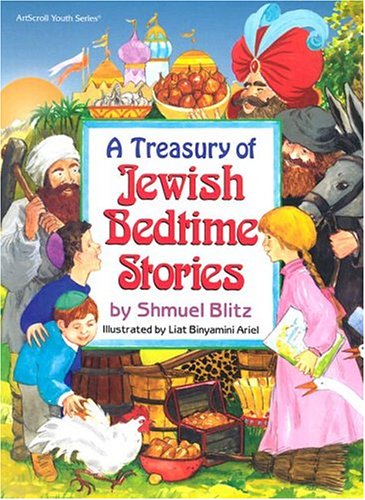 ArtScroll Youth Series®
A Treasury of
Jewish
Bedtime
Stories
by Shmuel Blitz
Illustrated by Liat Binyamini Ariel